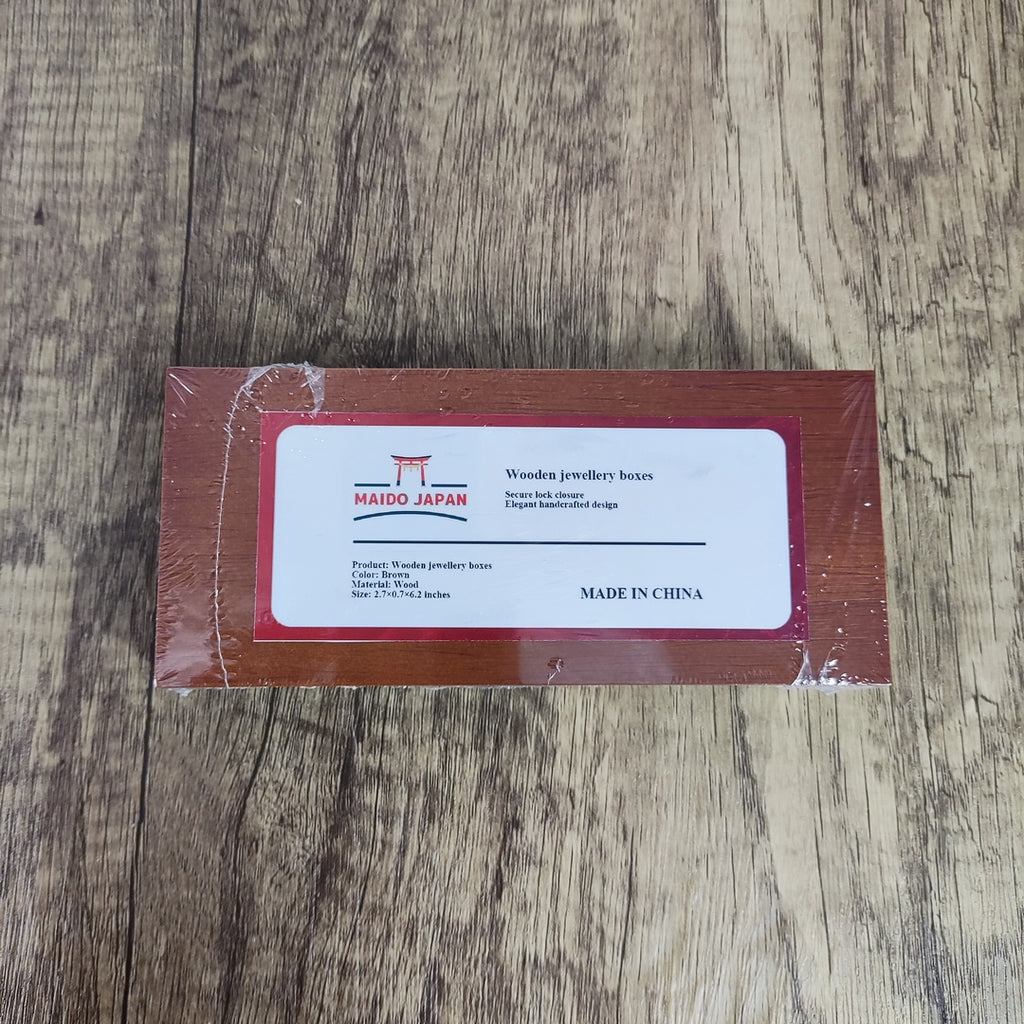 MAIDO JAPAN
Wooden jewellery boxes
Secure lock closure
Elegant handcrafted design
Product: Wooden jewellery boxes
Color: Brown
Material: Wood
Size: 2.7×0.7×6.2 inches
MADE IN CHINA